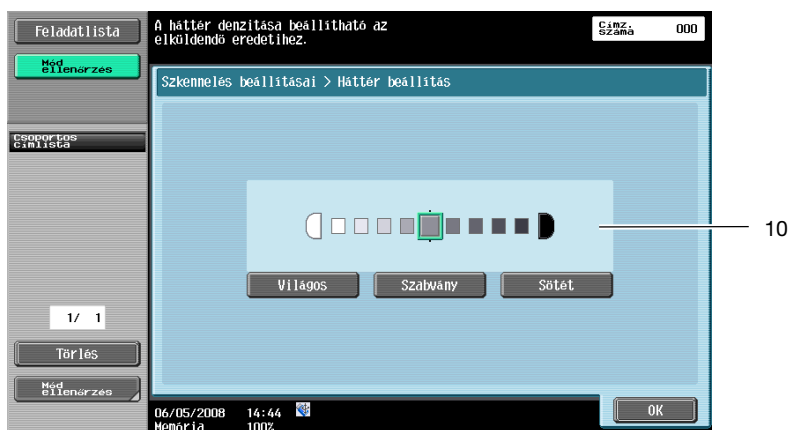 Feladatlista
Mód
ellenőrzés
Csoportos
címlista
1/ 1
Törlés
Mód
ellenőrzés
A háttér denzitása beállítható az
elküldendő eredetihez.
Címz.
száma 000
Szkennelés beállításai > Háttér beállítás
10
Világos Szabvány Sötét
06/05/2008 14:44
Memória 100%
OK